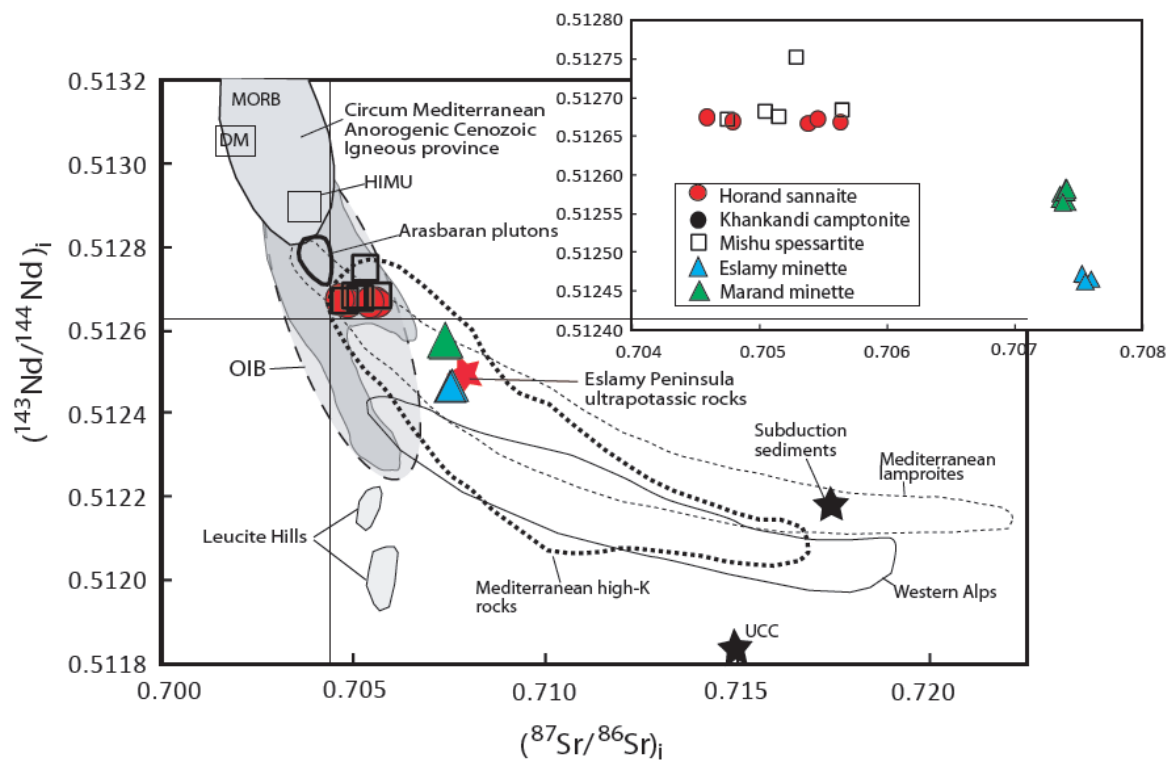 0.51280
0.51275
0.51270
0.51265
0.51260
0.51255
0.51250
0.51245
0.51240
0.704
0.705
0.706
0.707
0.708
Horand sannaite
Khankandi camptonite
Mishu spessartite
Eslamy minette
Marand minette
0.5132
0.5130
0.5128
0.5126
0.5124
0.5122
0.5120
0.5118
(¹⁴³Nd/¹⁴⁴Nd)i
MORB
DM
Circum Mediterranean
Anorogenic Cenozoic
Igneous province
HIMU
Arasbaran plutons
OIB
Eslamy Peninsula
ultrapotassic rocks
Subduction
sediments
Mediterranean
lamproites
Leucite Hills
Mediterranean high-K
rocks
Western Alps
UCC
0.700
0.705
0.710
0.715
0.720
(⁸⁷Sr/⁸⁶Sr)i